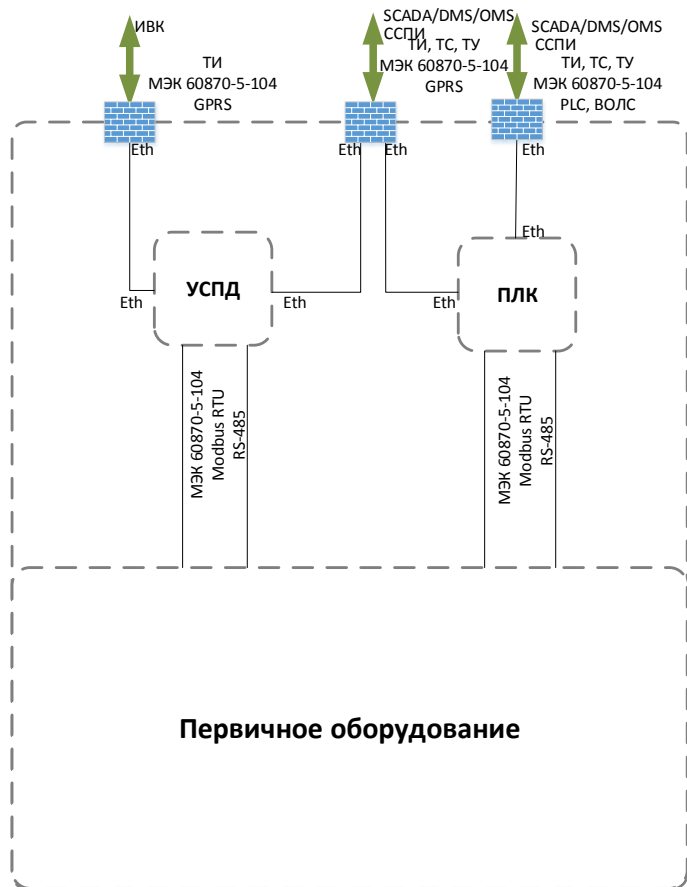 ИВК
ТИ
МЭК 60870-5-104
GPRS
SCADA/DMS/OMS
ССПИ
ТИ, ТС, ТУ
МЭК 60870-5-104
GPRS
SCADA/DMS/OMS
ССПИ
ТИ, ТС, ТУ
МЭК 60870-5-104
PLC, ВОЛС
Eth
Eth
Eth
Eth
Eth
УСПД
ПЛК
Eth
Eth
Eth
МЭК 60870-5-104
Modbus RTU
RS-485
МЭК 60870-5-104
Modbus RTU
RS-485
Первичное оборудование